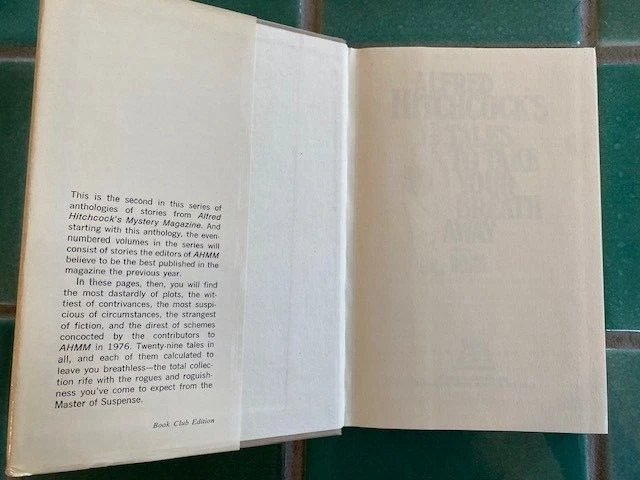 This is the second in this series of
anthologies of stories from Alfred
Hitchcock's Mystery Magazine. And
starting with this anthology, the even-
numbered volumes in the series will
consist of stories the editors of AHMM
believe to be the best published in the
magazine the previous year.
In these pages, then, you will find
the most dastardly of plots, the wit-
tiest of contrivances, the most suspi-
cious of circumstances, the strangest
of fiction, and the direst of schemes
concocted by the contributors to
AHMM in 1976. Twenty-nine tales in
all, and each of them calculated to
leave you breathless—the total collec-
tion rife with the rogues and roguish-
ness you've come to expect from the
Master of Suspense.
Book Club Edition
ALFRED
HITCHCOCK'S
TALES